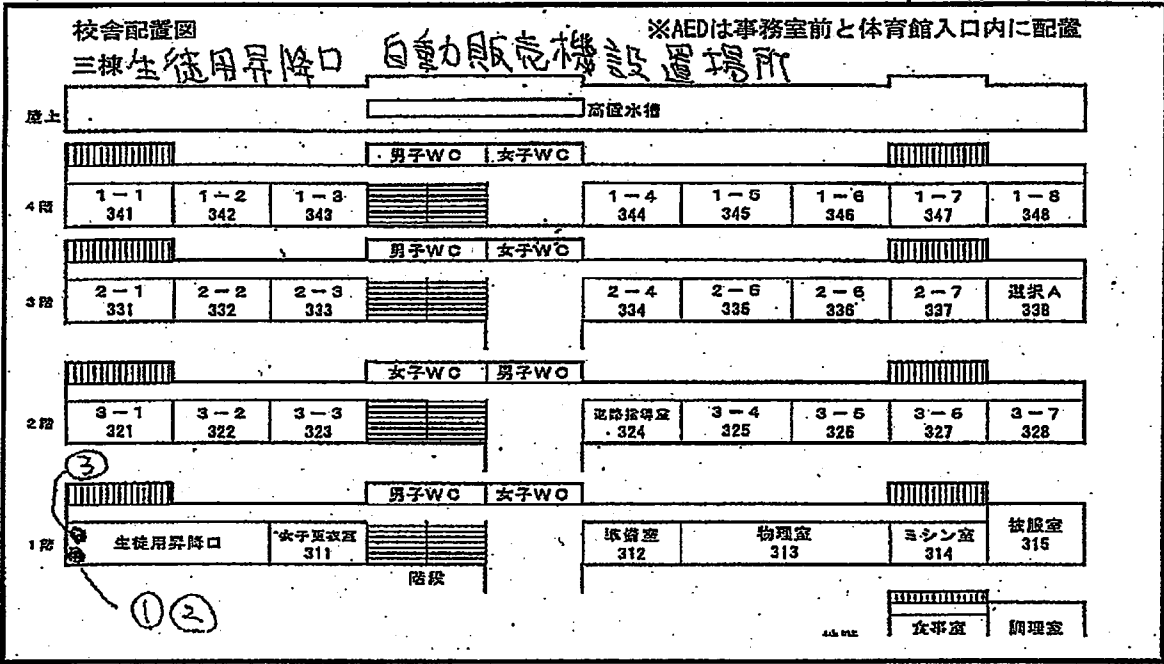 校舎配置図 ※AEDは事務室前と体育館入口内に配置
三棟生徒用昇降口 自動販売機設置場所
屋上 高置水槽
男子WC 女子WC
4階 1-1 1-2 1-3 1-4 1-5 1-6 1-7 1-8
341 342 343 344 345 346 347 348
男子WC 女子WC
3階 2-1 2-2 2-3 2-4 2-5 2-6 2-7 選択A
331 332 333 334 335 336 337 338
女子WC 男子WC
2階 3-1 3-2 3-3 進路指導室 3-4 3-5 3-6 3-7
321 322 323 324 325 326 327 328
③
男子WC 女子WC
1階 生徒用昇降口 女子更衣室 準備室 物理室 ミシン室 被服室
311 312 313 314 315
階段
① ②
食事室 調理室